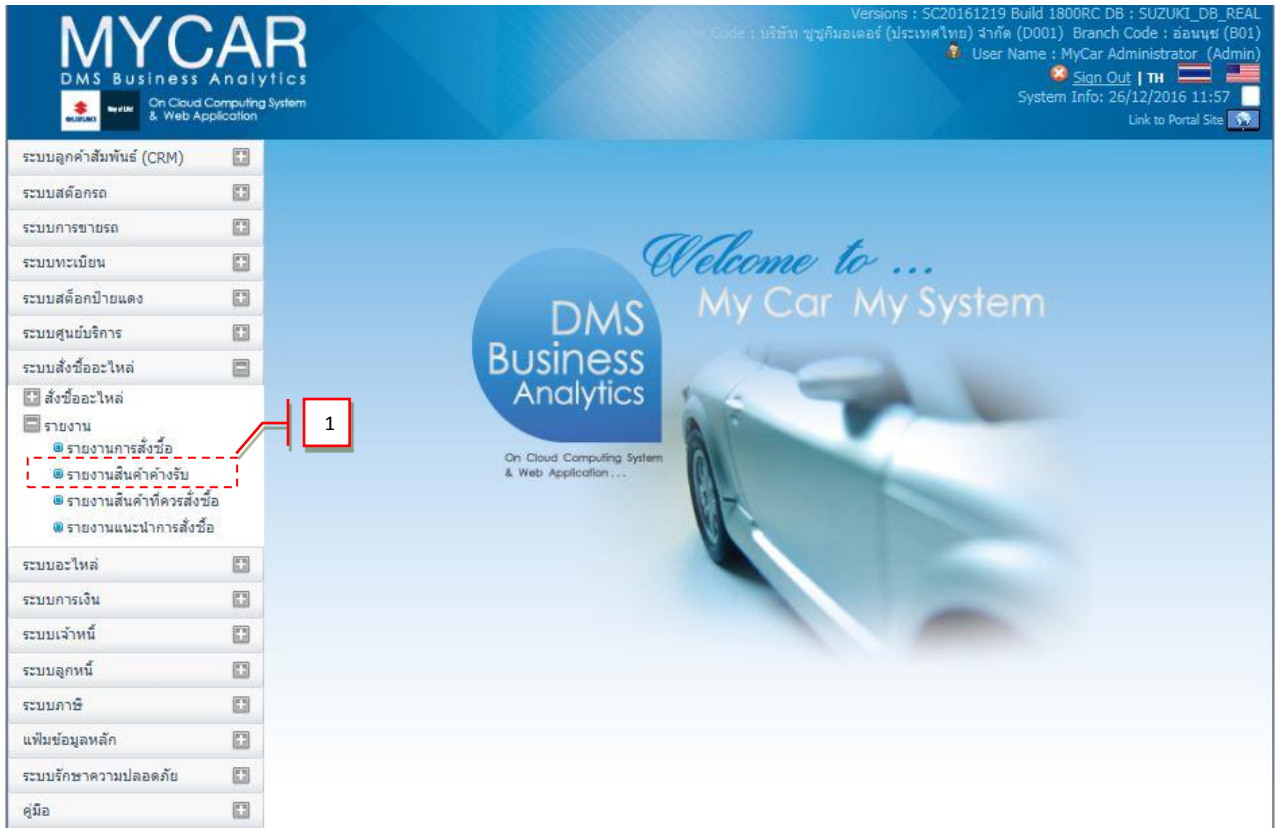 MYCAR
DMS Business Analytics
SUZUKI
Way of Life!
On Cloud Computing System
& Web Application
Versions : SC20161219 Build 1800RC DB : SUZUKI_DB_REAL
Code : บริษัท ซูซูกิมอเตอร์ (ประเทศไทย) จำกัด (D001) Branch Code : อ่อนนุช (B01)
User Name : MyCar Administrator (Admin)
Sign Out | TH
System Info: 26/12/2016 11:57
Link to Portal Site
ระบบลูกค้าสัมพันธ์ (CRM)
ระบบสต๊อกรถ
ระบบการขายรถ
ระบบทะเบียน
ระบบสต็อกป้ายแดง
ระบบศูนย์บริการ
ระบบสั่งซื้ออะไหล่
สั่งซื้ออะไหล่
รายงาน
รายงานการสั่งซื้อ
รายงานสินค้าค้างรับ
รายงานสินค้าที่ควรสั่งซื้อ
รายงานแนะนำการสั่งซื้อ
1
ระบบอะไหล่
ระบบการเงิน
ระบบเจ้าหนี้
ระบบลูกหนี้
ระบบภาษี
แฟ้มข้อมูลหลัก
ระบบรักษาความปลอดภัย
คู่มือ
Welcome to ...
My Car My System
DMS
Business
Analytics
On Cloud Computing System
& Web Application...